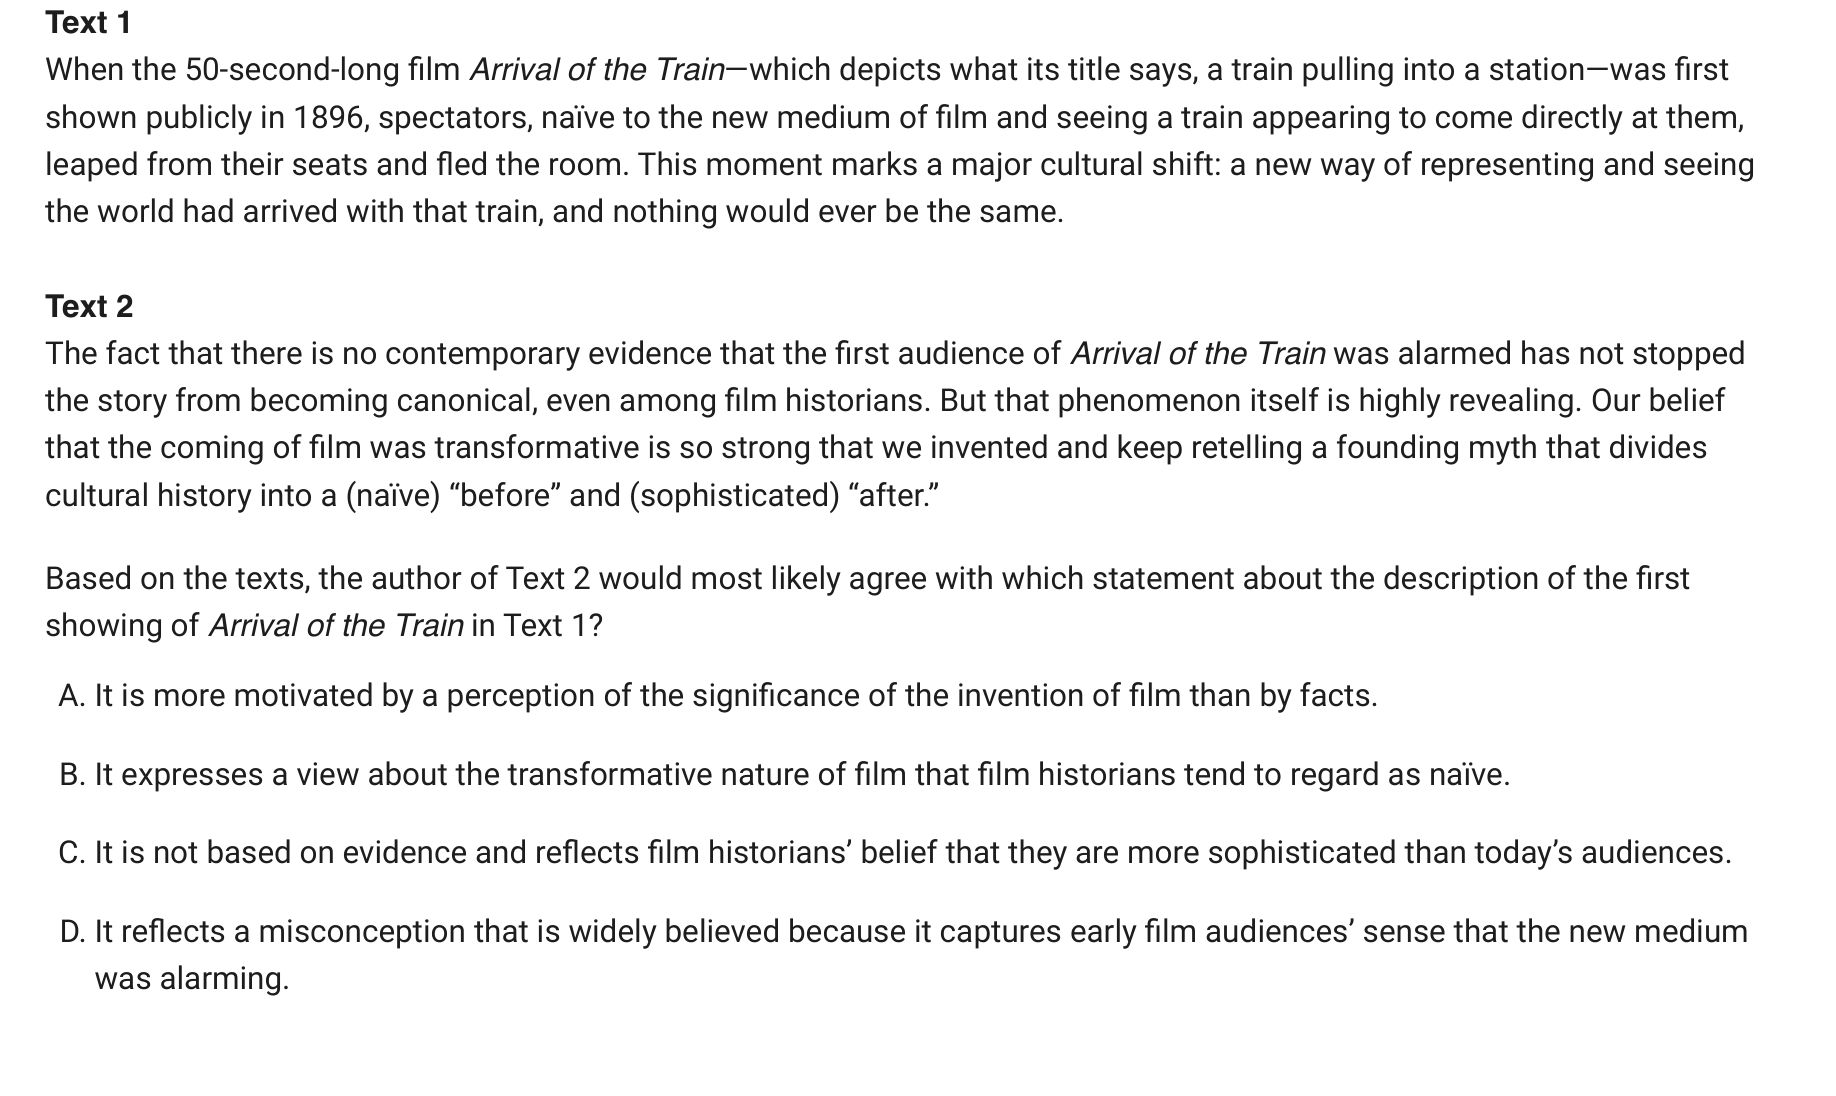 Text 1
When the 50-second-long film Arrival of the Train—which depicts what its title says, a train pulling into a station—was first
shown publicly in 1896, spectators, naïve to the new medium of film and seeing a train appearing to come directly at them,
leaped from their seats and fled the room. This moment marks a major cultural shift: a new way of representing and seeing
the world had arrived with that train, and nothing would ever be the same.
Text 2
The fact that there is no contemporary evidence that the first audience of Arrival of the Train was alarmed has not stopped
the story from becoming canonical, even among film historians. But that phenomenon itself is highly revealing. Our belief
that the coming of film was transformative is so strong that we invented and keep retelling a founding myth that divides
cultural history into a (naïve) “before” and (sophisticated) “after.”
Based on the texts, the author of Text 2 would most likely agree with which statement about the description of the first
showing of Arrival of the Train in Text 1?
A. It is more motivated by a perception of the significance of the invention of film than by facts.
B. It expresses a view about the transformative nature of film that film historians tend to regard as naïve.
C. It is not based on evidence and reflects film historians’ belief that they are more sophisticated than today’s audiences.
D. It reflects a misconception that is widely believed because it captures early film audiences’ sense that the new medium
was alarming.